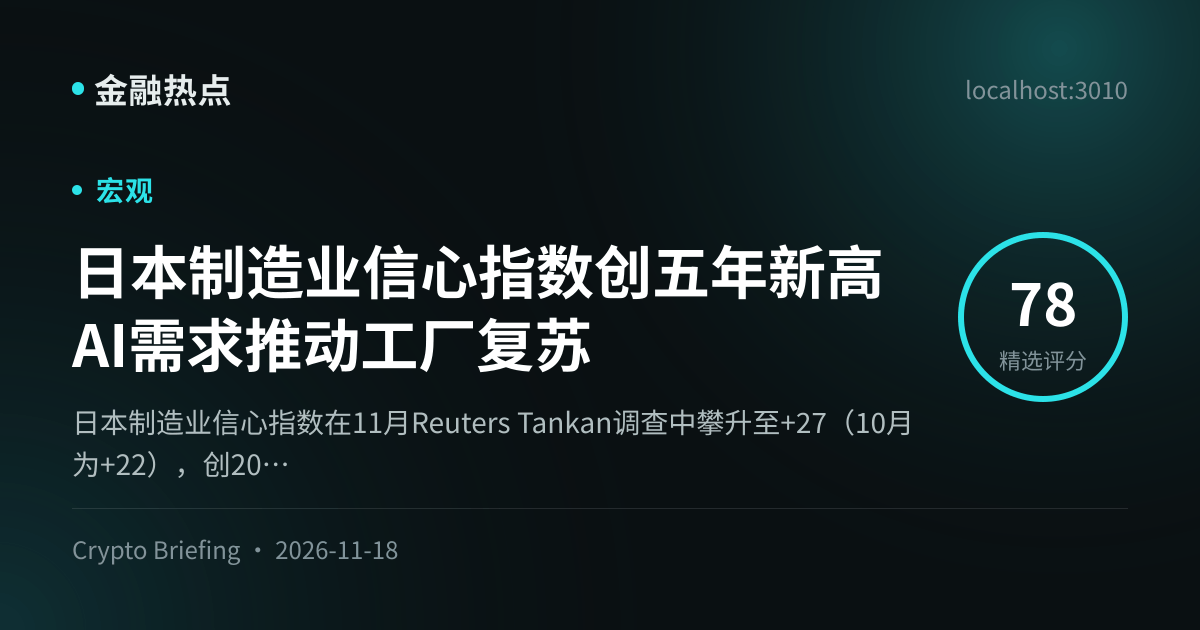 金融热点
localhost:3010
宏观
日本制造业信心指数创五年新高
AI需求推动工厂复苏
78
精选评分
日本制造业信心指数在11月Reuters Tankan调查中攀升至+27（10月
为+22），创20…
Crypto Briefing · 2026-11-18